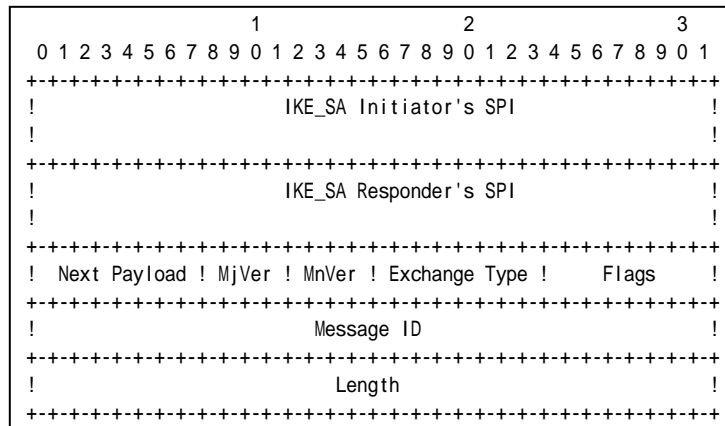 1                   2                   3
 0 1 2 3 4 5 6 7 8 9 0 1 2 3 4 5 6 7 8 9 0 1 2 3 4 5 6 7 8 9 0 1
+-+-+-+-+-+-+-+-+-+-+-+-+-+-+-+-+-+-+-+-+-+-+-+-+-+-+-+-+-+-+-+-+
!                       IKE_SA Initiator's SPI                  !
!                                                               !
+-+-+-+-+-+-+-+-+-+-+-+-+-+-+-+-+-+-+-+-+-+-+-+-+-+-+-+-+-+-+-+-+
!                       IKE_SA Responder's SPI                  !
!                                                               !
+-+-+-+-+-+-+-+-+-+-+-+-+-+-+-+-+-+-+-+-+-+-+-+-+-+-+-+-+-+-+-+-+
!  Next Payload ! MjVer ! MnVer ! Exchange Type !     Flags     !
+-+-+-+-+-+-+-+-+-+-+-+-+-+-+-+-+-+-+-+-+-+-+-+-+-+-+-+-+-+-+-+-+
!                          Message ID                           !
+-+-+-+-+-+-+-+-+-+-+-+-+-+-+-+-+-+-+-+-+-+-+-+-+-+-+-+-+-+-+-+-+
!                            Length                             !
+-+-+-+-+-+-+-+-+-+-+-+-+-+-+-+-+-+-+-+-+-+-+-+-+-+-+-+-+-+-+-+-+